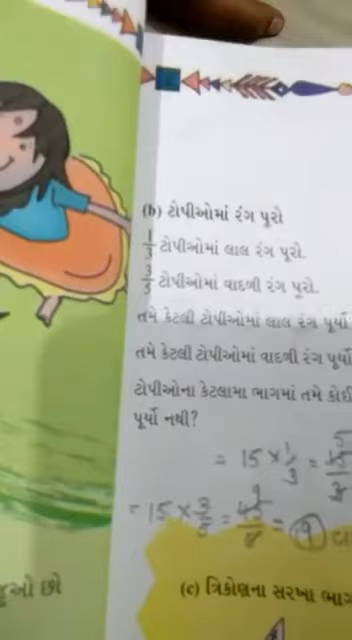 (b) ટોપીઓમાં રંગ પૂરો
1/3 ટોપીઓમાં લાલ રંગ પૂરો.
3/5 ટોપીઓમાં વાદળી રંગ પૂરો.
તમે કેટલી ટોપીઓમાં લાલ રંગ પૂર્યો
તમે કેટલી ટોપીઓમાં વાદળી રંગ પૂર્યો
ટોપીઓના કેટલામા ભાગમાં તમે કોઈ
પૂર્યો નથી?
= 15 × 1/3 =
= 15 × 3/5 = = 9
જુઓ છો
(c) ત્રિકોણના સરખા ભાગ